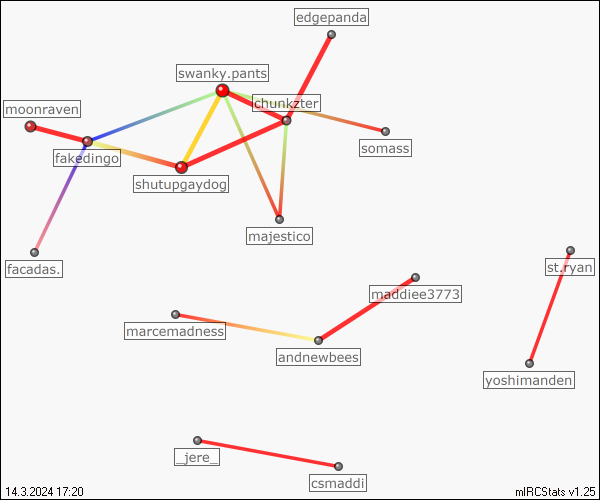 edgepanda
swanky.pants
chunkzter
moonraven
somass
fakedingo
shutupgaydog
majestico
facadas.
st.ryan
maddiee3773
marcemadness
andnewbees
yoshimanden
_jere_
csmaddi
14.3.2024 17:20
mIRCStats v1.25